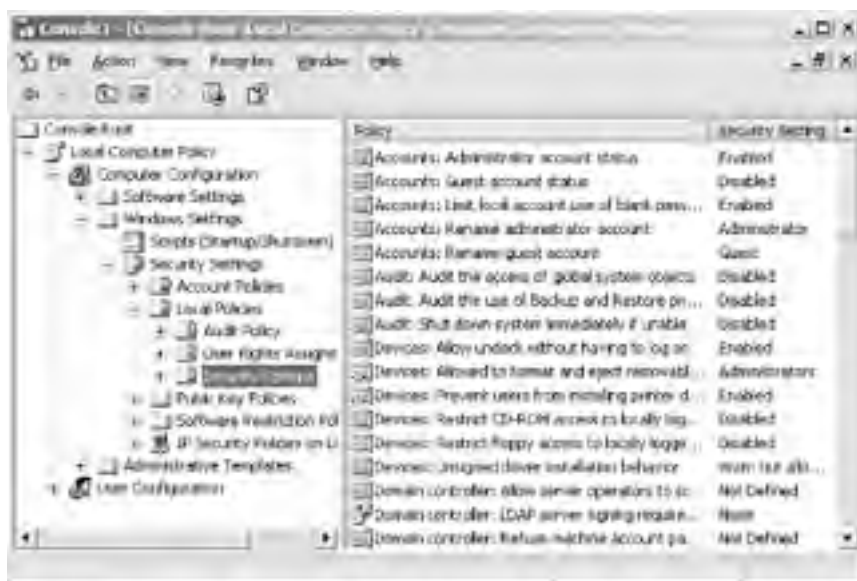 File Action View Favorites Window Help
Console Root
Local Computer Policy
Computer Configuration
Software Settings
Windows Settings
Scripts (Startup/Shutdown)
Security Settings
Account Policies
Local Policies
Audit Policy
User Rights Assign
Security Options
Public Key Policies
Software Restriction Pol
IP Security Policies on L
Administrative Templates
User Configuration
Policy Security Setting
Accounts: Administrator account status Enabled
Accounts: Guest account status Disabled
Accounts: Limit local account use of blank pass... Enabled
Accounts: Rename administrator account Administrator
Accounts: Rename guest account Guest
Audit: Audit the access of global system objects Disabled
Audit: Audit the use of Backup and Restore pri... Disabled
Audit: Shut down system immediately if unable Disabled
Devices: Allow undock without having to log on Enabled
Devices: Allowed to format and eject removabl... Administrators
Devices: Prevent users from installing printer d... Enabled
Devices: Restrict CD-ROM access to locally log... Disabled
Devices: Restrict floppy access to locally logge... Disabled
Devices: Unsigned driver installation behavior Warn but allo...
Domain controller: Allow server operators to sc... Not Defined
Domain controller: LDAP server signing require... None
Domain controller: Refuse machine account pa... Not Defined